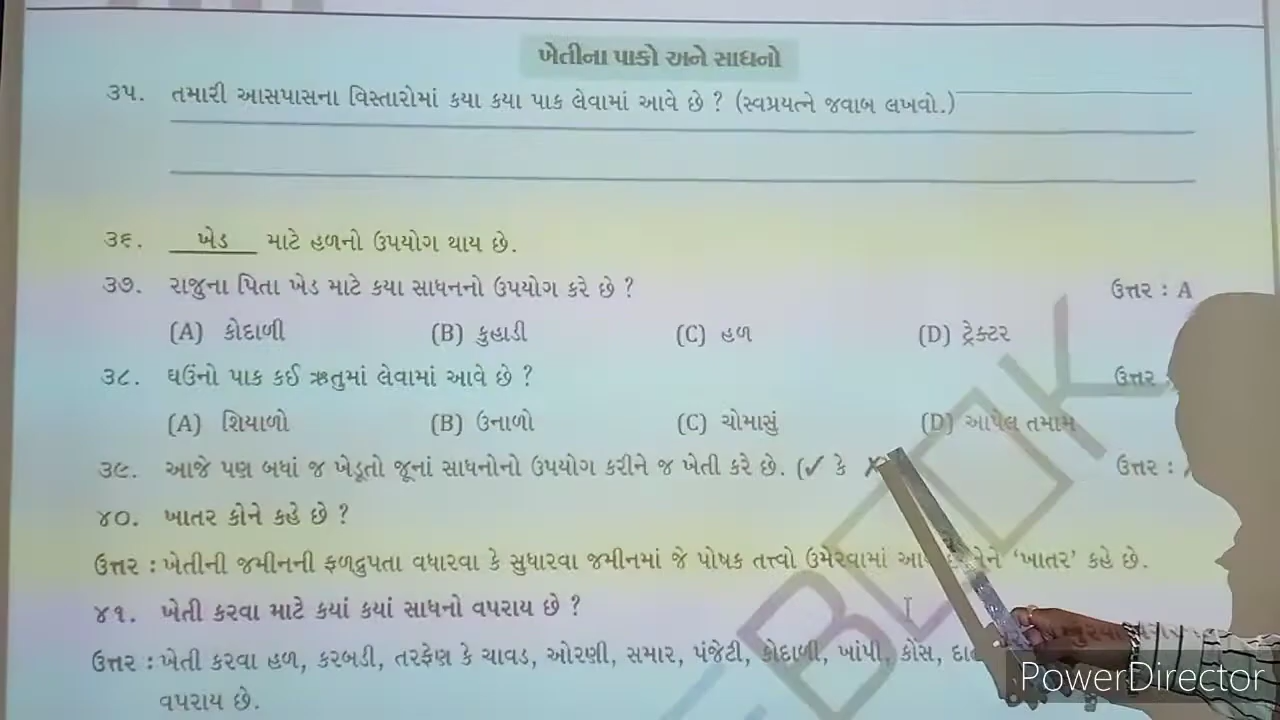 ખેતીના પાકો અને સાધનો
૩૫. તમારી આસપાસના વિસ્તારોમાં કયા કયા પાક લેવામાં આવે છે ? (સ્વપ્રયત્ને જવાબ લખવો.)
૩૬. ખેડ માટે હળનો ઉપયોગ થાય છે.
૩૭. રાજુના પિતા ખેડ માટે કયા સાધનનો ઉપયોગ કરે છે ? ઉત્તર : A
(A) કોદાળી (B) કુહાડી (C) હળ (D) ટ્રેક્ટર
૩૮. ઘઉંનો પાક કઈ ઋતુમાં લેવામાં આવે છે ? ઉત્તર :
(A) શિયાળો (B) ઉનાળો (C) ચોમાસું (D) આપેલ તમામ
૩૯. આજે પણ બધાં જ ખેડૂતો જૂનાં સાધનોનો ઉપયોગ કરીને જ ખેતી કરે છે. (✓ કે ✗ ઉત્તર :
૪૦. ખાતર કોને કહે છે ?
ઉત્તર : ખેતીની જમીનની ફળદ્રુપતા વધારવા કે સુધારવા જમીનમાં જે પોષક તત્ત્વો ઉમેરવામાં ‘ખાતર’ કહે છે.
૪૧. ખેતી કરવા માટે કયાં કયાં સાધનો વપરાય છે ?
ઉત્તર : ખેતી કરવા હળ, કરબડી, તરફેણ કે ચાવડ, ઓરણી, સમાર, પંજેટી, કોદાળી, ખાંપી, કોંસ,
વપરાય છે.
PowerDirector